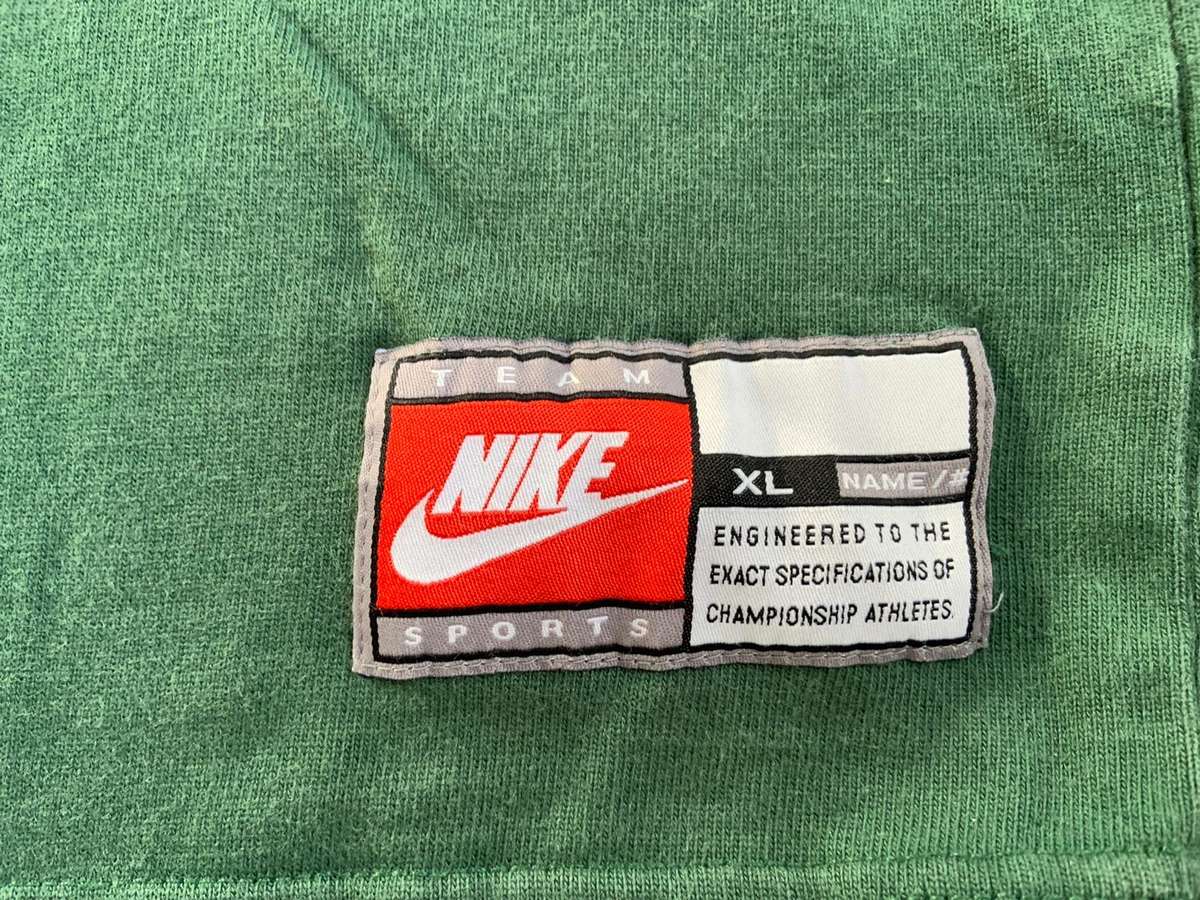 TEAM
NIKE
SPORTS
XL NAME/#
ENGINEERED TO THE
EXACT SPECIFICATIONS OF
CHAMPIONSHIP ATHLETES.